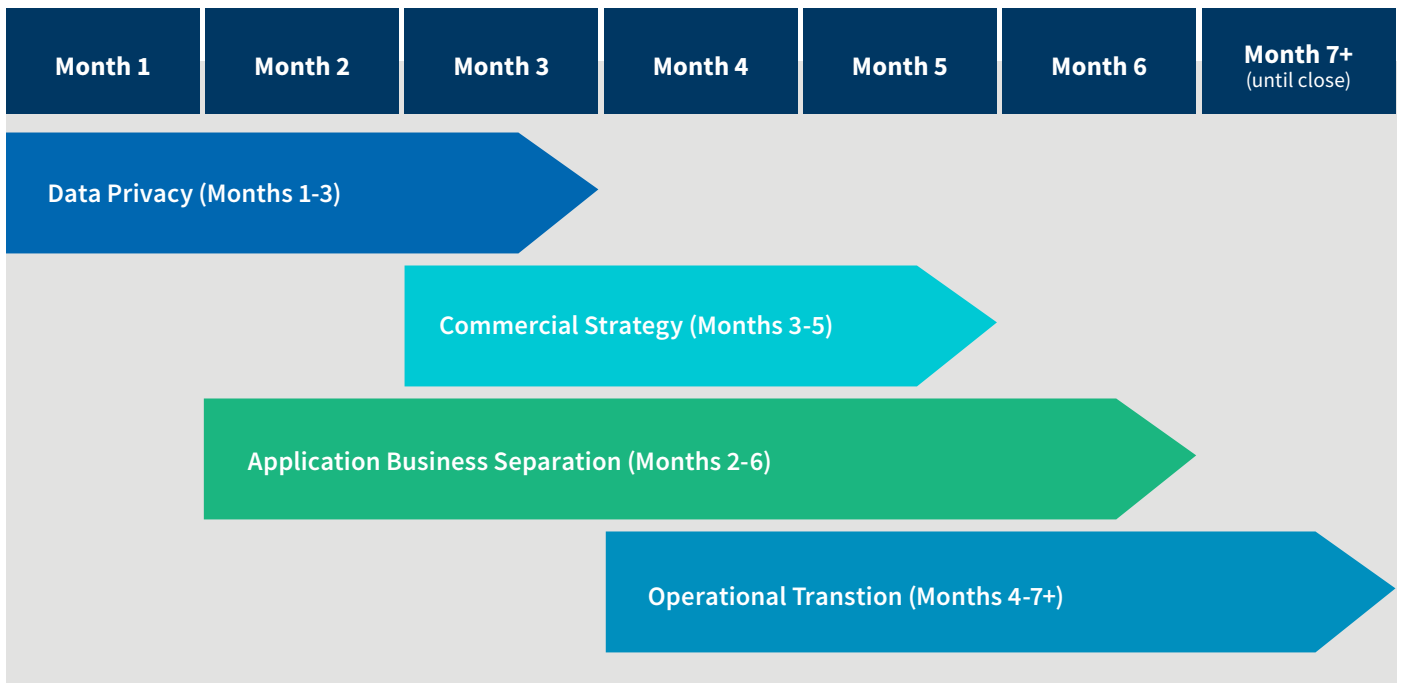 Month 1
Month 2
Month 3
Month 4
Month 5
Month 6
Month 7+
(until close)
Data Privacy (Months 1-3)
Commercial Strategy (Months 3-5)
Application Business Separation (Months 2-6)
Operational Transtion (Months 4-7+)